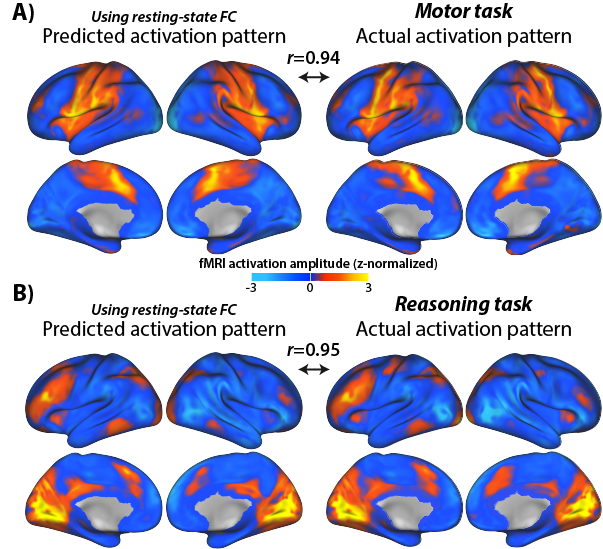 A)
Using resting-state FC
Predicted activation pattern
r=0.94
Motor task
Actual activation pattern
fMRI activation amplitude (z-normalized)
-3 0 3
B)
Using resting-state FC
Predicted activation pattern
r=0.95
Reasoning task
Actual activation pattern